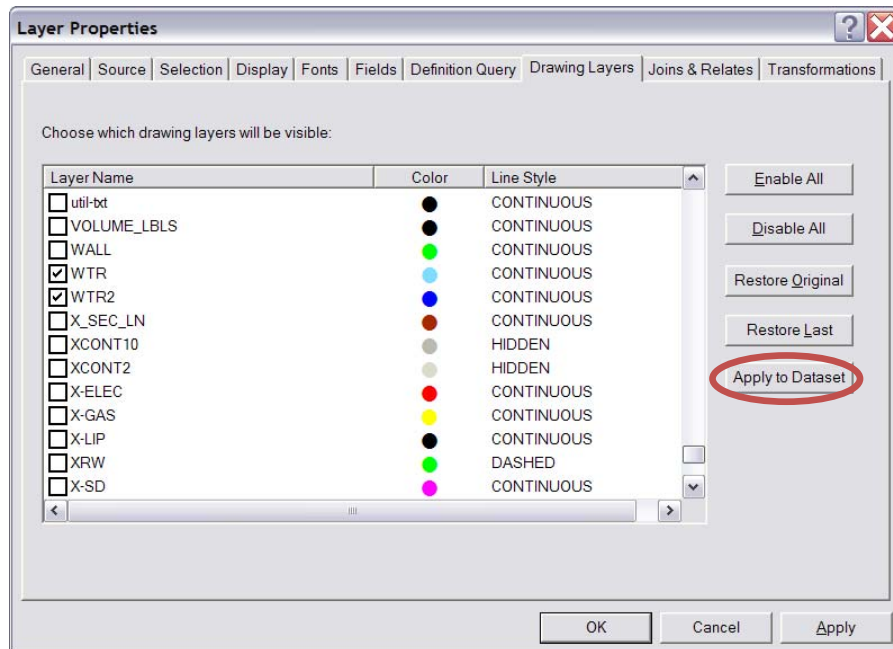 Layer Properties
General Source Selection Display Fonts Fields Definition Query Drawing Layers Joins & Relates Transformations
Choose which drawing layers will be visible:
Layer Name Color Line Style
util-txt CONTINUOUS
VOLUME_LBLS CONTINUOUS
WALL CONTINUOUS
WTR CONTINUOUS
WTR2 CONTINUOUS
X_SEC_LN CONTINUOUS
XCONT10 HIDDEN
XCONT2 HIDDEN
X-ELEC CONTINUOUS
X-GAS CONTINUOUS
X-LIP CONTINUOUS
XRW DASHED
X-SD CONTINUOUS
Enable All
Disable All
Restore Original
Restore Last
Apply to Dataset
OK Cancel Apply